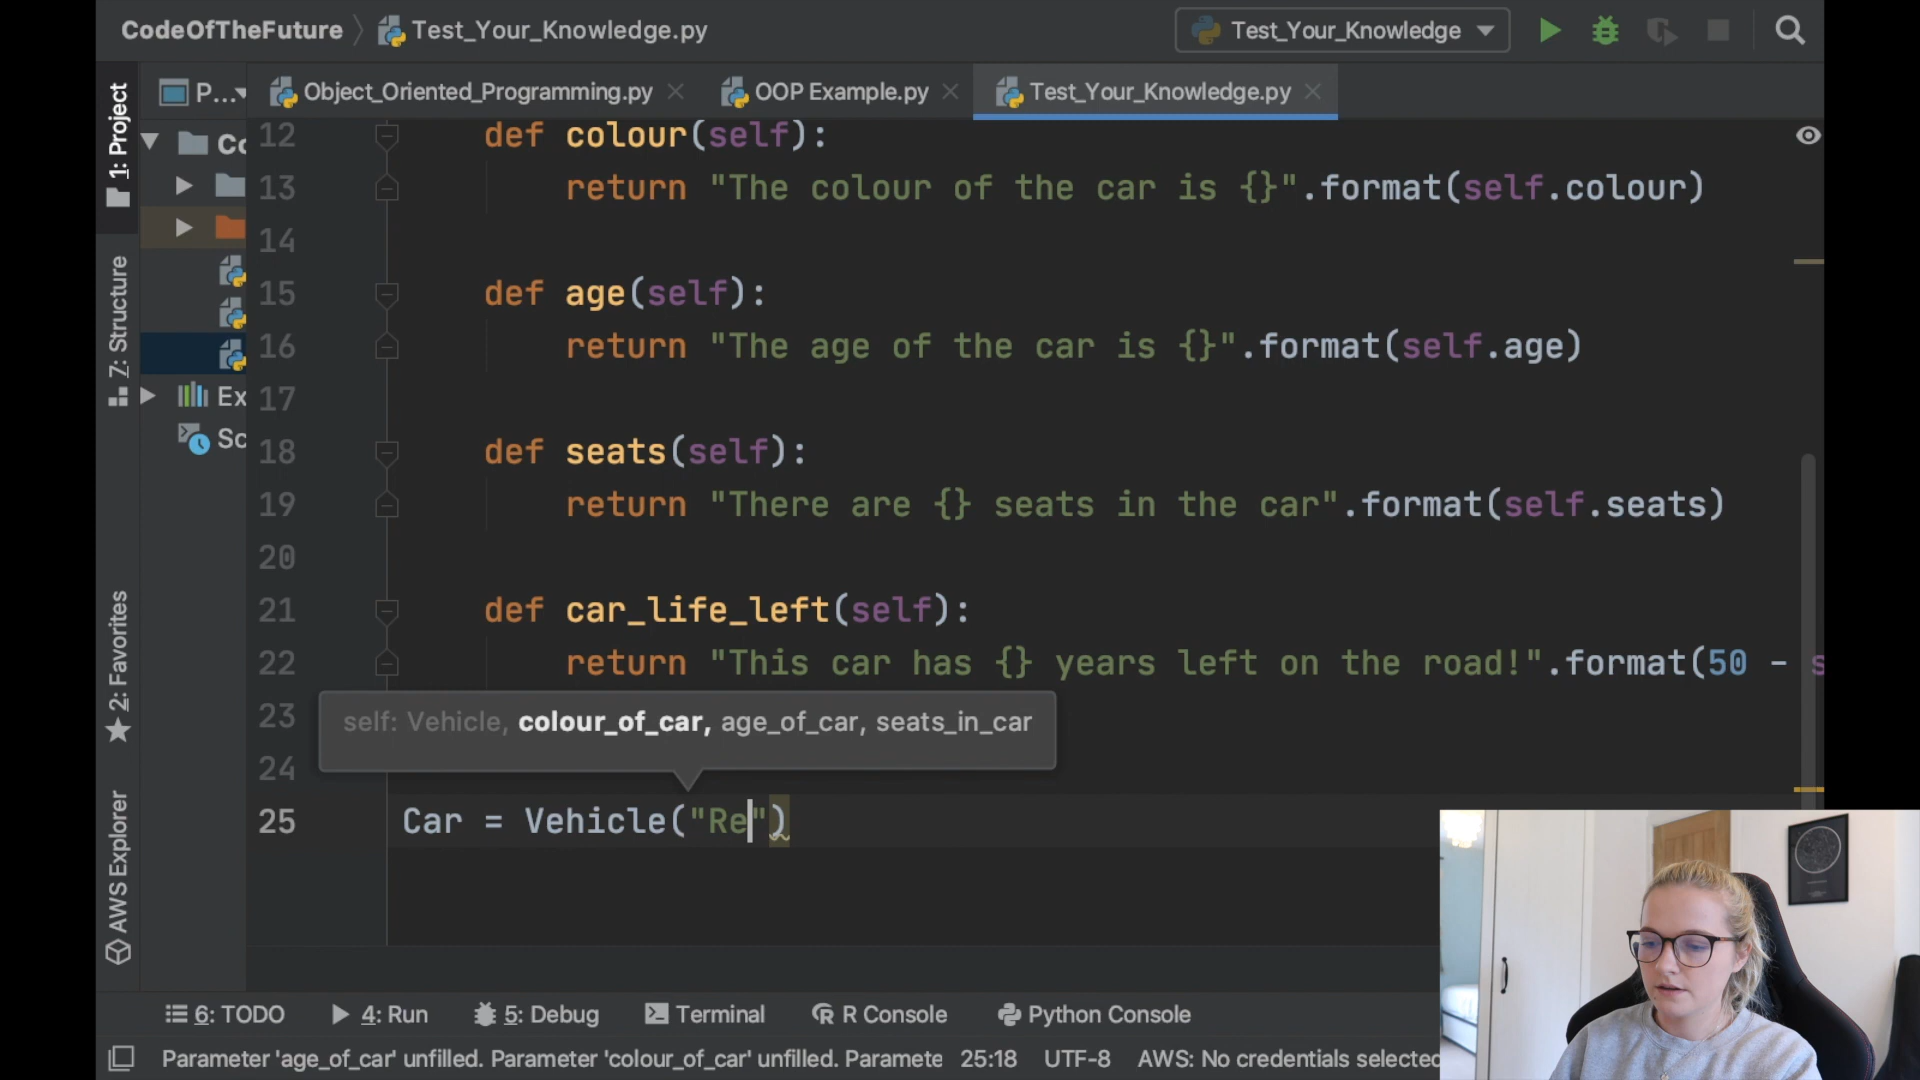 CodeOfTheFuture Test_Your_Knowledge.py Test_Your_Knowledge
1: Project P... Object_Oriented_Programming.py OOP Example.py Test_Your_Knowledge.py
Co
Ex
Sc
Z: Structure
2: Favorites
AWS Explorer
12 def colour(self):
13 return "The colour of the car is {}".format(self.colour)
14
15 def age(self):
16 return "The age of the car is {}".format(self.age)
17
18 def seats(self):
19 return "There are {} seats in the car".format(self.seats)
20
21 def car_life_left(self):
22 return "This car has {} years left on the road!".format(50 - s
23 self: Vehicle, colour_of_car, age_of_car, seats_in_car
24
25 Car = Vehicle("Re")
6: TODO 4: Run 5: Debug Terminal R Console Python Console
Parameter 'age_of_car' unfilled. Parameter 'colour_of_car' unfilled. Paramete 25:18 UTF-8 AWS: No credentials selected